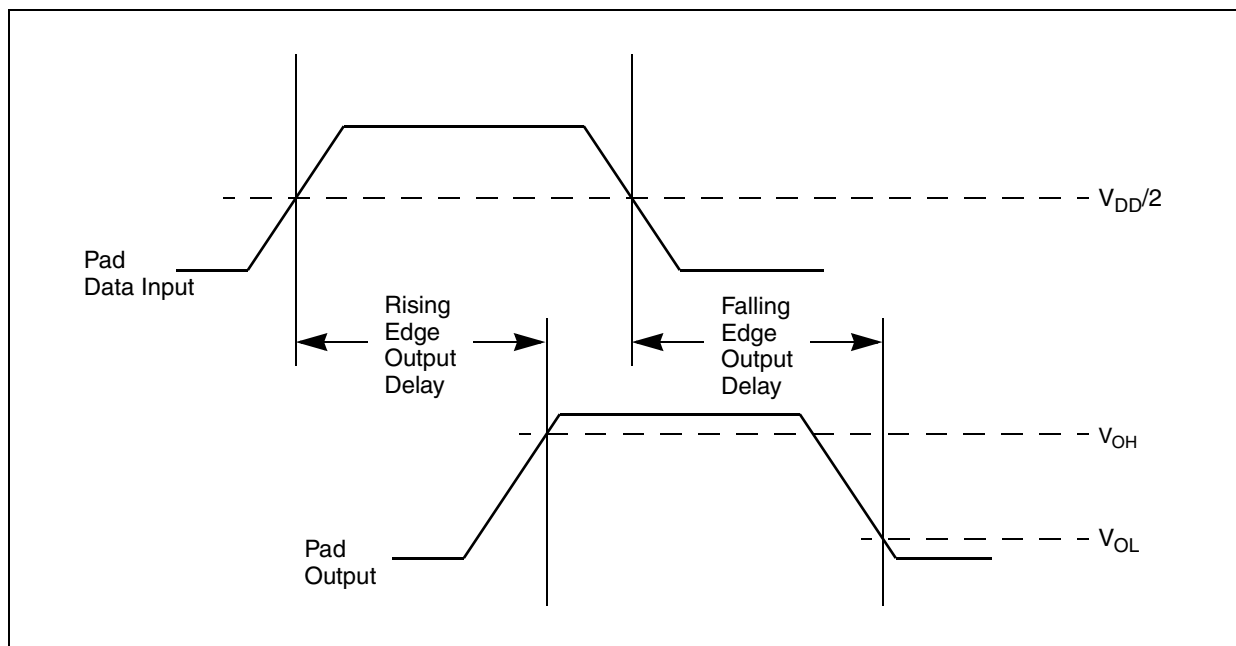 V_DD/2
Pad
Data Input
Rising
Edge
Output
Delay
Falling
Edge
Output
Delay
V_OH
V_OL
Pad
Output